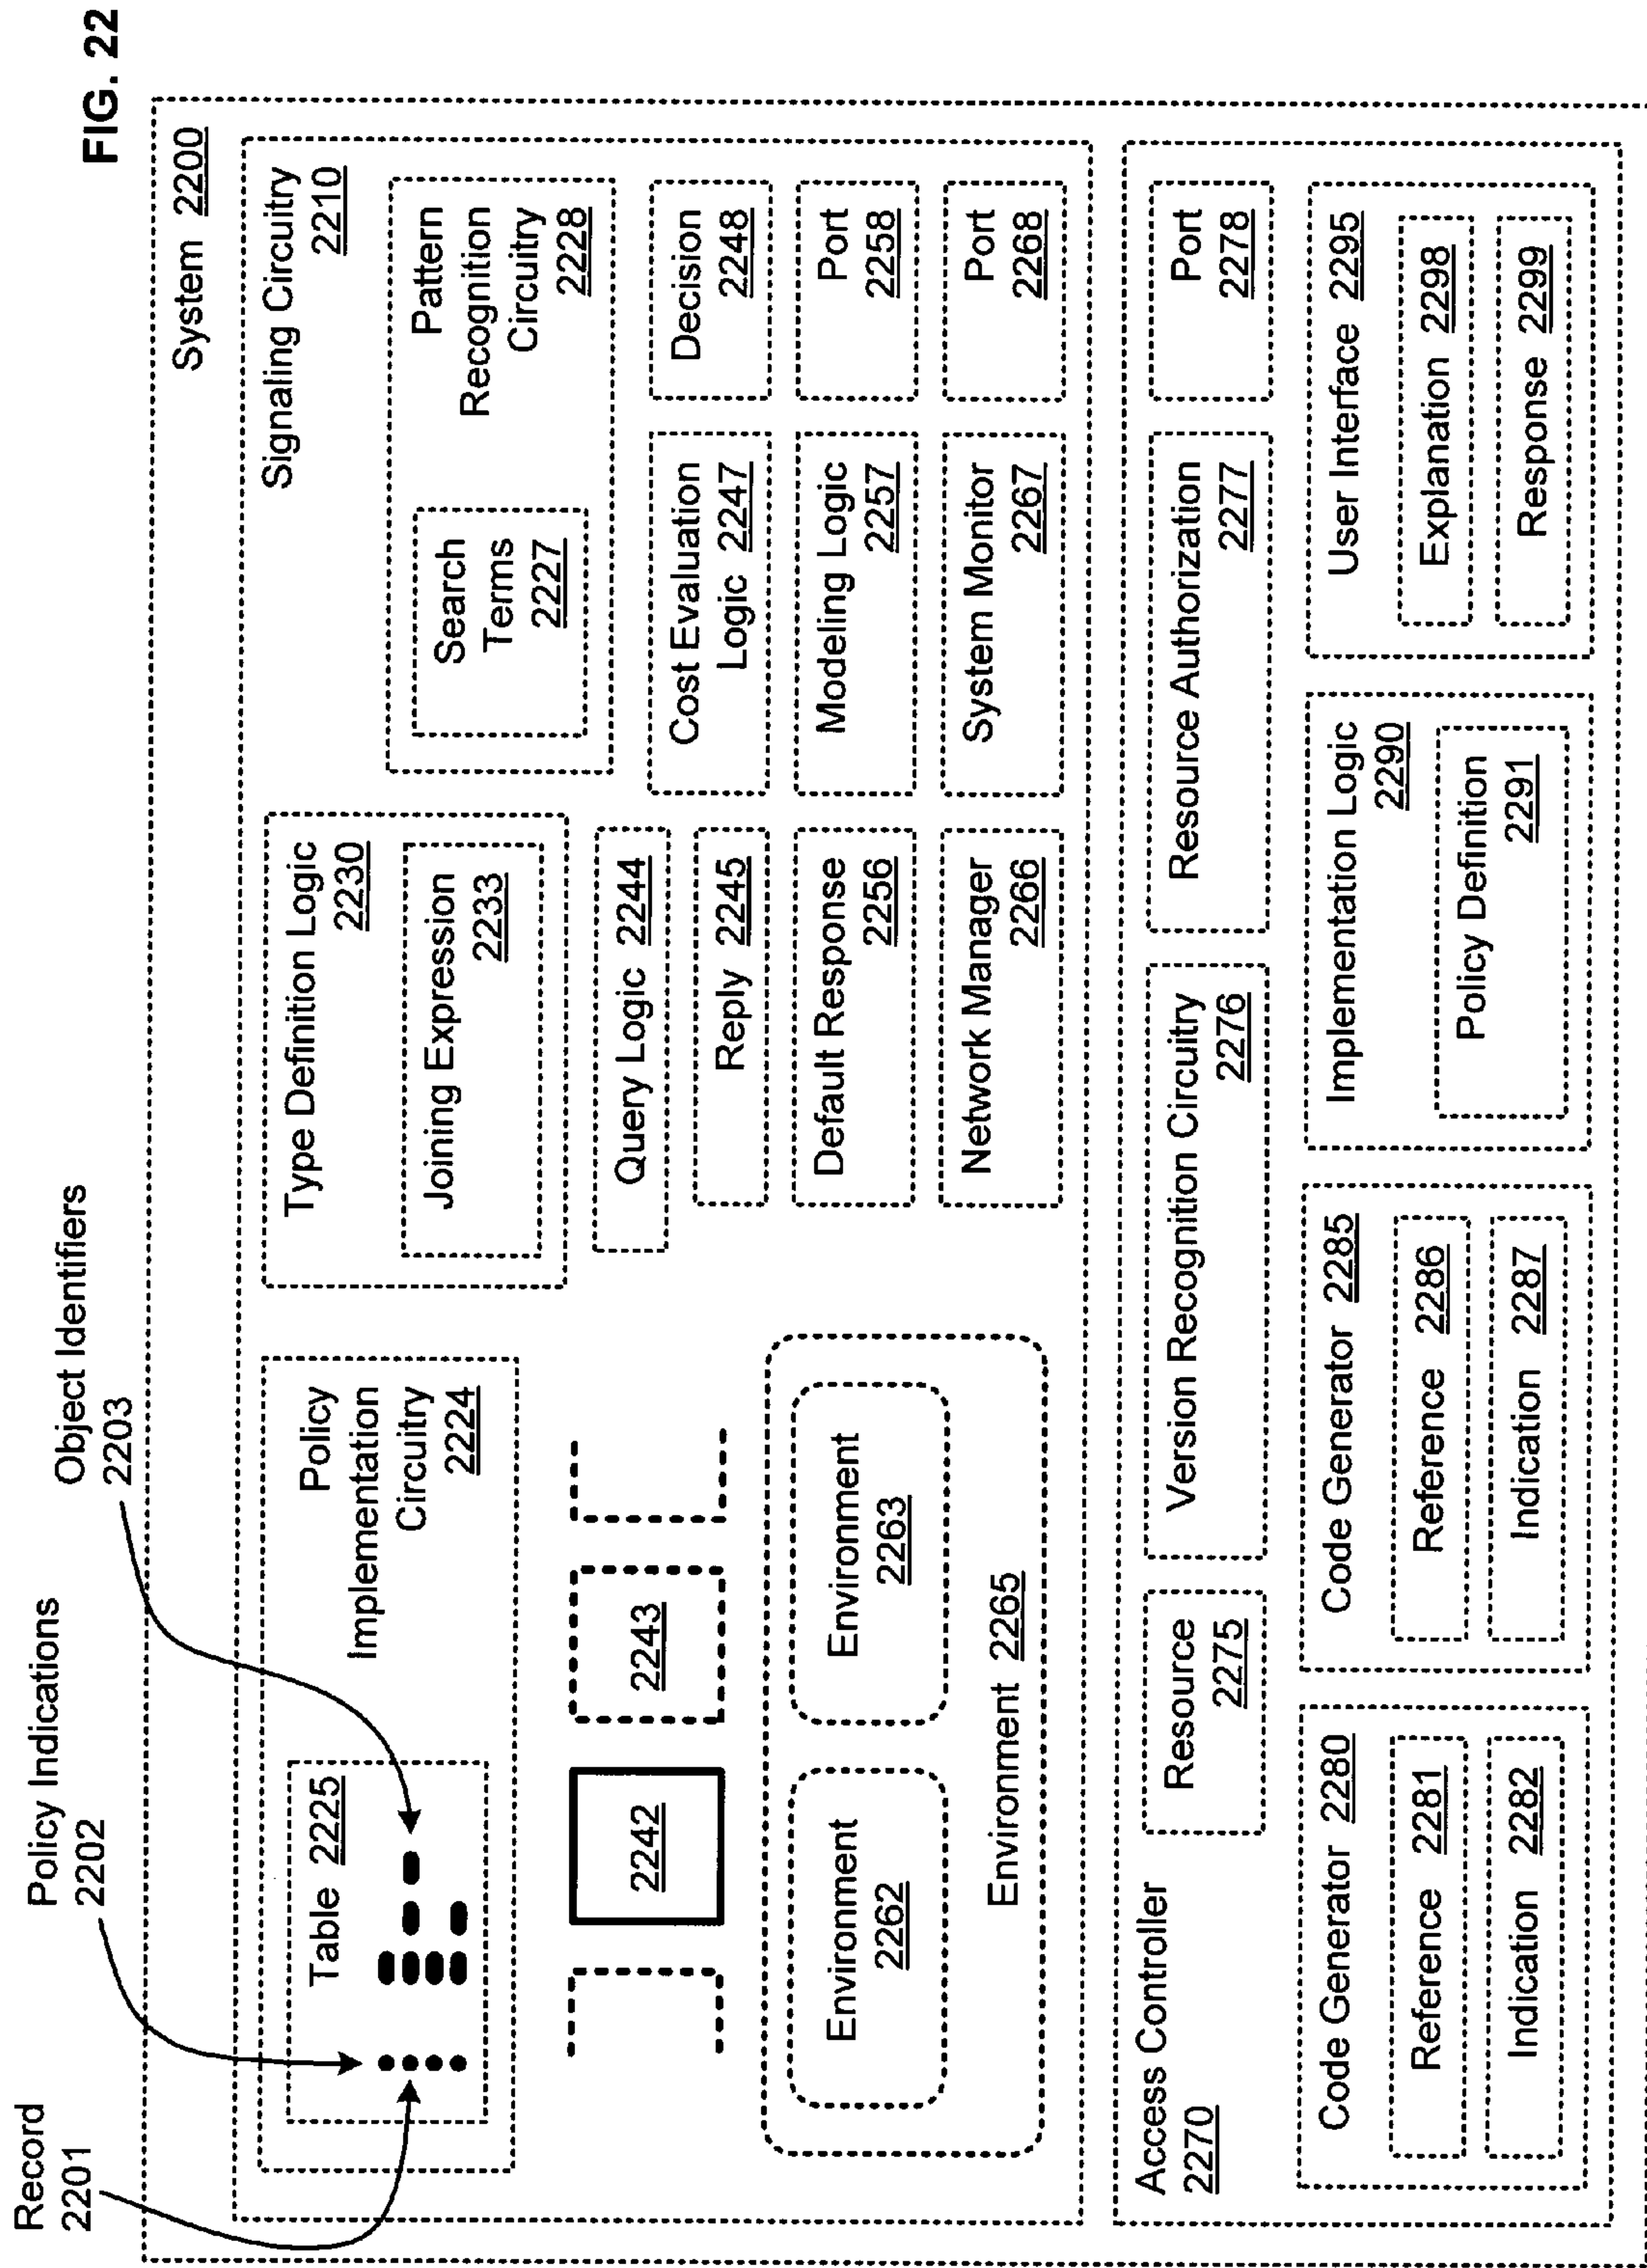 FIG. 22
Record
2201
Policy Indications
2202
Object Identifiers
2203
System 2200
Signaling Circuitry
2210
Table 2225
Policy
Implementation
Circuitry
2224
Type Definition Logic
2230
Joining Expression
2233
Pattern
Recognition
Circuitry
2228
Search
Terms
2227
2242
2243
Query Logic 2244
Reply 2245
Cost Evaluation
Logic 2247
Decision
2248
Default Response
2256
Modeling Logic
2257
Port
2258
Environment
2262
Environment
2263
Environment 2265
Network Manager
2266
System Monitor
2267
Port
2268
Access Controller
2270
Resource
2275
Version Recognition Circuitry
2276
Resource Authorization
2277
Port
2278
Code Generator 2280
Reference 2281
Indication 2282
Code Generator 2285
Reference 2286
Indication 2287
Implementation Logic
2290
Policy Definition
2291
User Interface 2295
Explanation 2298
Response 2299